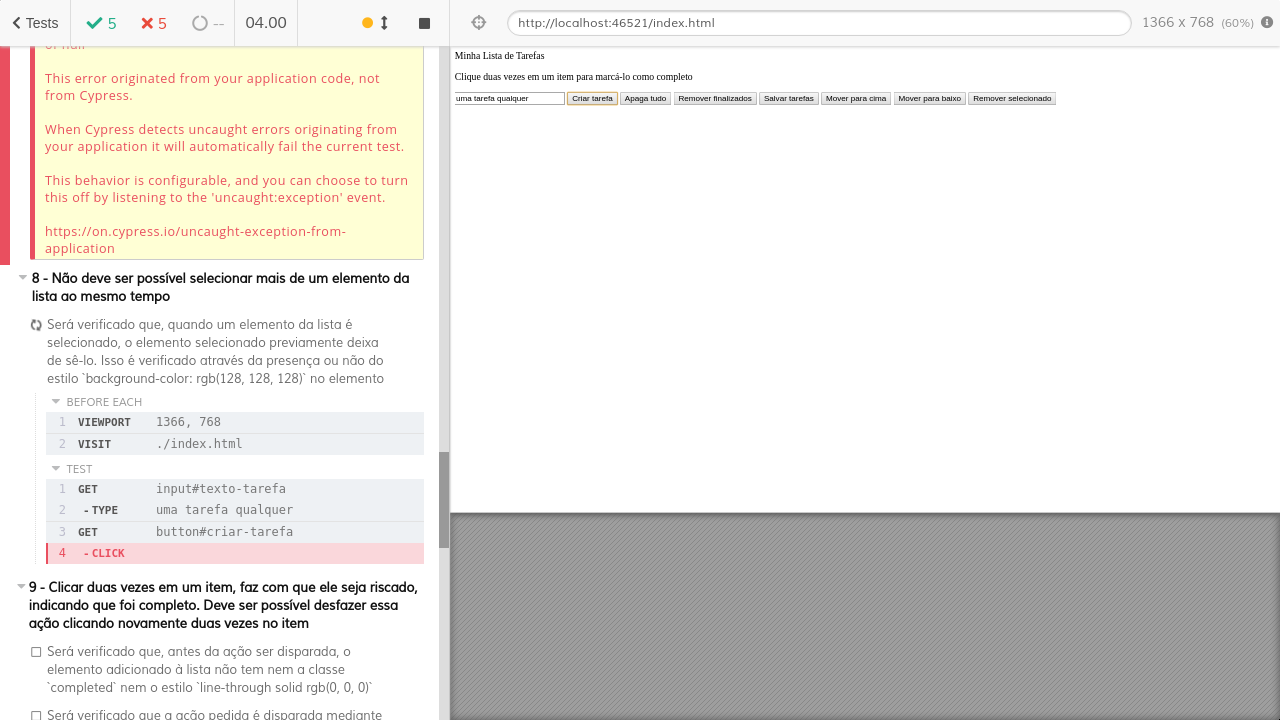 Tests
5
5
--
04.00
http://localhost:46521/index.html
1366 x 768 (60%)
or null
This error originated from your application code, not
from Cypress.
When Cypress detects uncaught errors originating from
your application it will automatically fail the current test.
This behavior is configurable, and you can choose to turn
this off by listening to the 'uncaught:exception' event.
https://on.cypress.io/uncaught-exception-from-
application
8 - Não deve ser possível selecionar mais de um elemento da
lista ao mesmo tempo
Será verificado que, quando um elemento da lista é
selecionado, o elemento selecionado previamente deixa
de sê-lo. Isso é verificado através da presença ou não do
estilo `background-color: rgb(128, 128, 128)` no elemento
BEFORE EACH
1 VIEWPORT 1366, 768
2 VISIT ./index.html
TEST
1 GET input#texto-tarefa
2 - TYPE uma tarefa qualquer
3 GET button#criar-tarefa
4 - CLICK
9 - Clicar duas vezes em um item, faz com que ele seja riscado,
indicando que foi completo. Deve ser possível desfazer essa
ação clicando novamente duas vezes no item
Será verificado que, antes da ação ser disparada, o
elemento adicionado à lista não tem nem a classe
`completed` nem o estilo `line-through solid rgb(0, 0, 0)`
Será verificado que a ação pedida é disparada mediante
Minha Lista de Tarefas
Clique duas vezes em um item para marcá-lo como completo
uma tarefa qualquer Criar tarefa Apaga tudo Remover finalizados Salvar tarefas Mover para cima Mover para baixo Remover selecionado